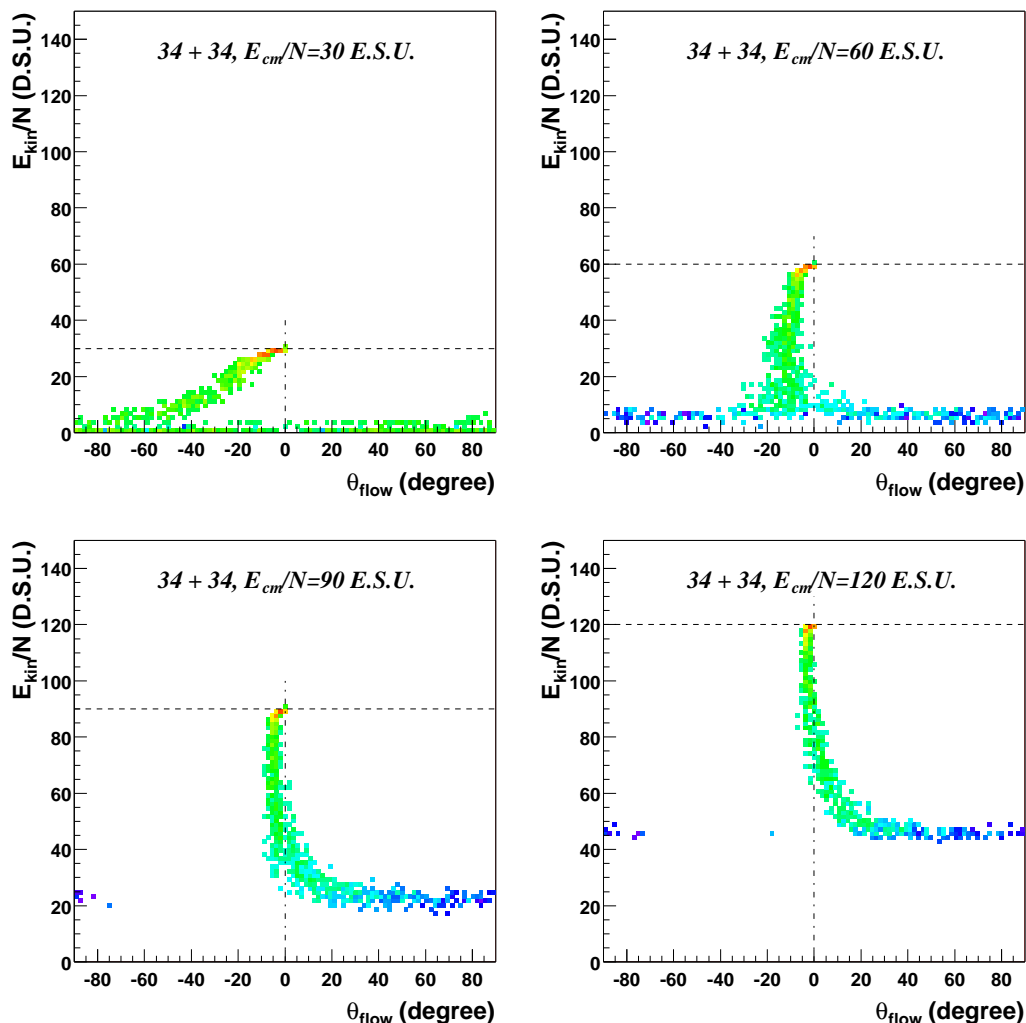 34 + 34, E_cm/N=30 E.S.U.
E_kin/N (D.S.U.)
140
120
100
80
60
40
20
0
-80 -60 -40 -20 0 20 40 60 80
θ_flow (degree)
34 + 34, E_cm/N=60 E.S.U.
E_kin/N (D.S.U.)
140
120
100
80
60
40
20
0
-80 -60 -40 -20 0 20 40 60 80
θ_flow (degree)
34 + 34, E_cm/N=90 E.S.U.
E_kin/N (D.S.U.)
140
120
100
80
60
40
20
0
-80 -60 -40 -20 0 20 40 60 80
θ_flow (degree)
34 + 34, E_cm/N=120 E.S.U.
E_kin/N (D.S.U.)
140
120
100
80
60
40
20
0
-80 -60 -40 -20 0 20 40 60 80
θ_flow (degree)